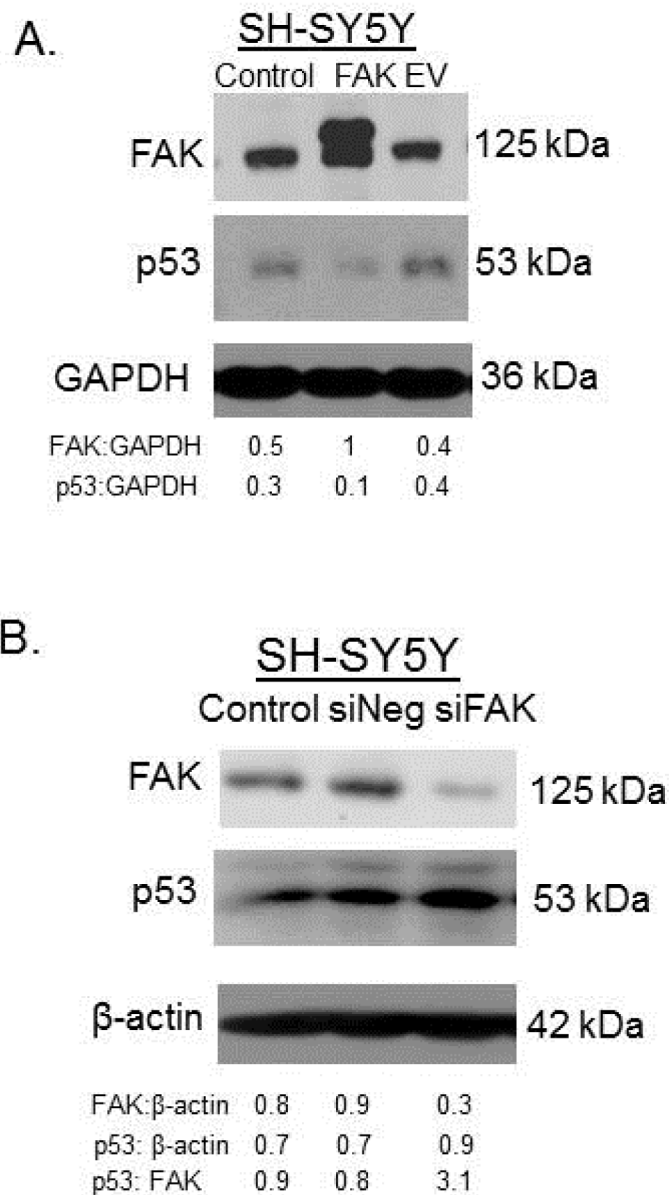 A.
SH-SY5Y
Control FAK EV
FAK 125 kDa
p53 53 kDa
GAPDH 36 kDa
FAK:GAPDH 0.5 1 0.4
p53:GAPDH 0.3 0.1 0.4
B.
SH-SY5Y
Control siNeg siFAK
FAK 125 kDa
p53 53 kDa
β-actin 42 kDa
FAK:β-actin 0.8 0.9 0.3
p53: β-actin 0.7 0.7 0.9
p53: FAK 0.9 0.8 3.1